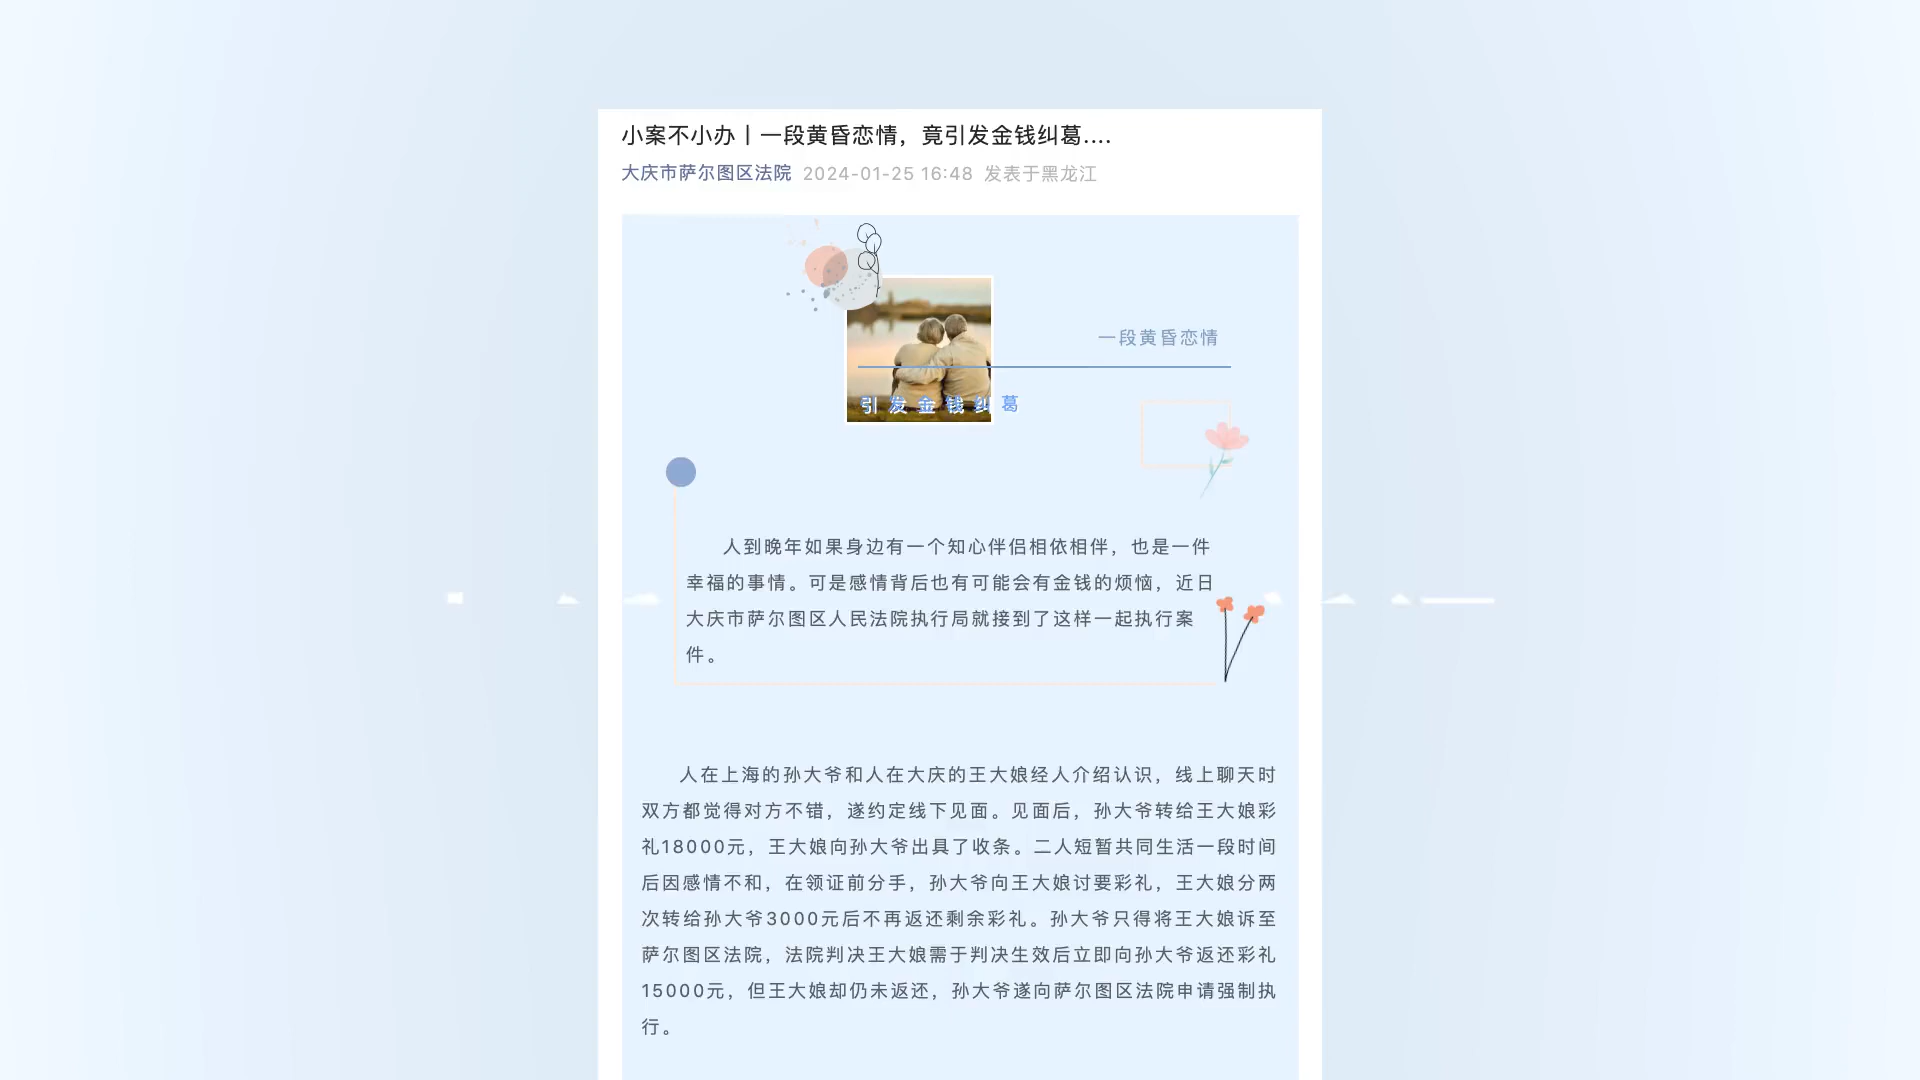 小案不小办丨一段黄昏恋情，竟引发金钱纠葛....
大庆市萨尔图区法院 2024-01-25 16:48 发表于黑龙江
一段黄昏恋情
引发金钱纠葛
人到晚年如果身边有一个知心伴侣相依相伴，也是一件
幸福的事情。可是感情背后也有可能会有金钱的烦恼，近日
大庆市萨尔图区人民法院执行局就接到了这样一起执行案
件。
人在上海的孙大爷和人在大庆的王大娘经人介绍认识，线上聊天时
双方都觉得对方不错，遂约定线下见面。见面后，孙大爷转给王大娘彩
礼18000元，王大娘向孙大爷出具了收条。二人短暂共同生活一段时间
后因感情不和，在领证前分手，孙大爷向王大娘讨要彩礼，王大娘分两
次转给孙大爷3000元后不再返还剩余彩礼。孙大爷只得将王大娘诉至
萨尔图区法院，法院判决王大娘需于判决生效后立即向孙大爷返还彩礼
15000元，但王大娘却仍未返还，孙大爷遂向萨尔图区法院申请强制执
行。